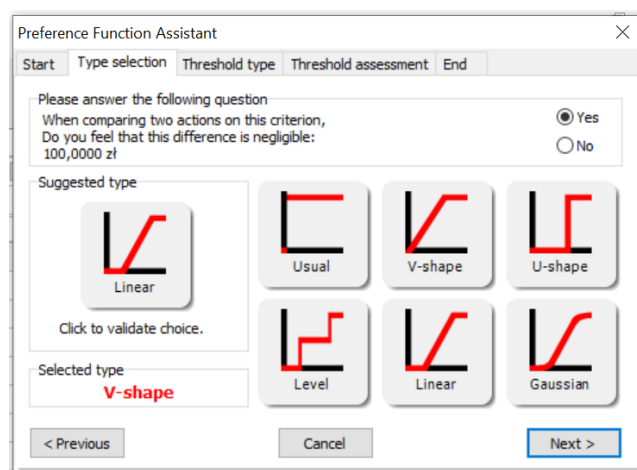 Preference Function Assistant
Start Type selection Threshold type Threshold assessment End
Please answer the following question
When comparing two actions on this criterion,
Do you feel that this difference is negligible:
100,0000 zł
Yes
No
Suggested type
Linear
Click to validate choice.
Selected type
V-shape
Usual V-shape U-shape
Level Linear Gaussian
< Previous Cancel Next >